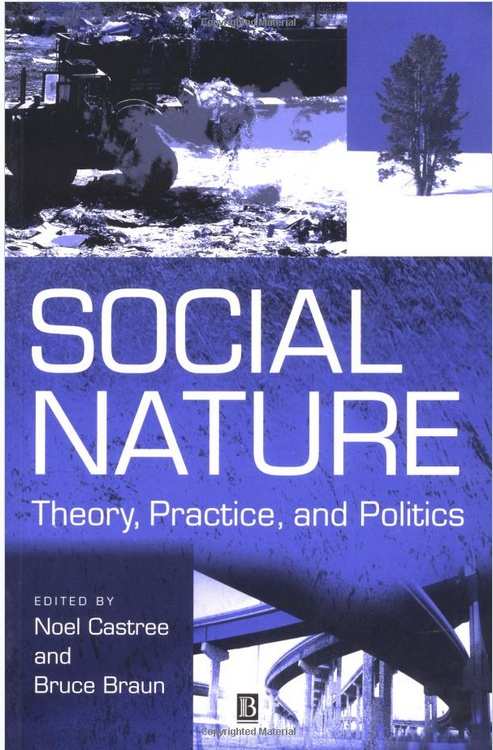 Copyrighted Material
SOCIAL
NATURE
Theory, Practice, and Politics
EDITED BY
Noel Castree
and
Bruce Braun
B
Copyrighted Material